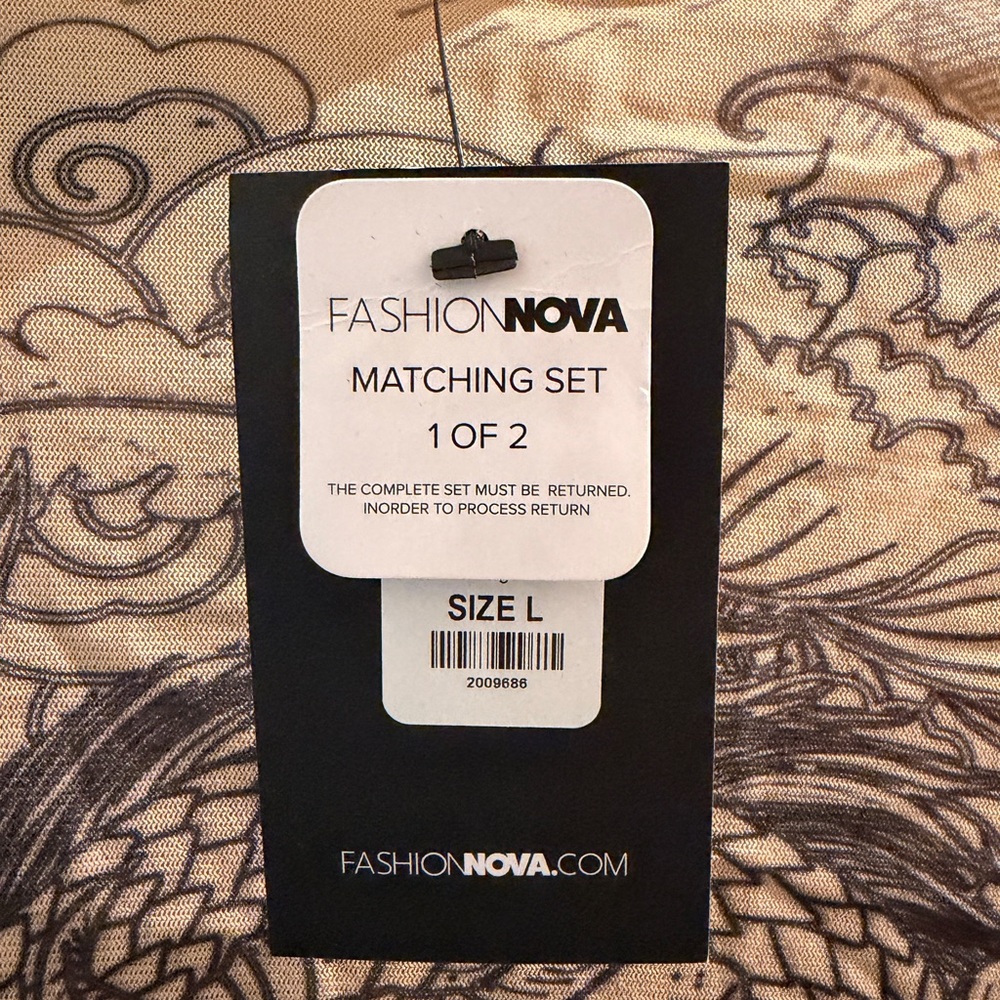 FASHIONNOVA
MATCHING SET
1 OF 2
THE COMPLETE SET MUST BE RETURNED.
INORDER TO PROCESS RETURN
SIZE L
2009686
FASHIONNOVA.COM